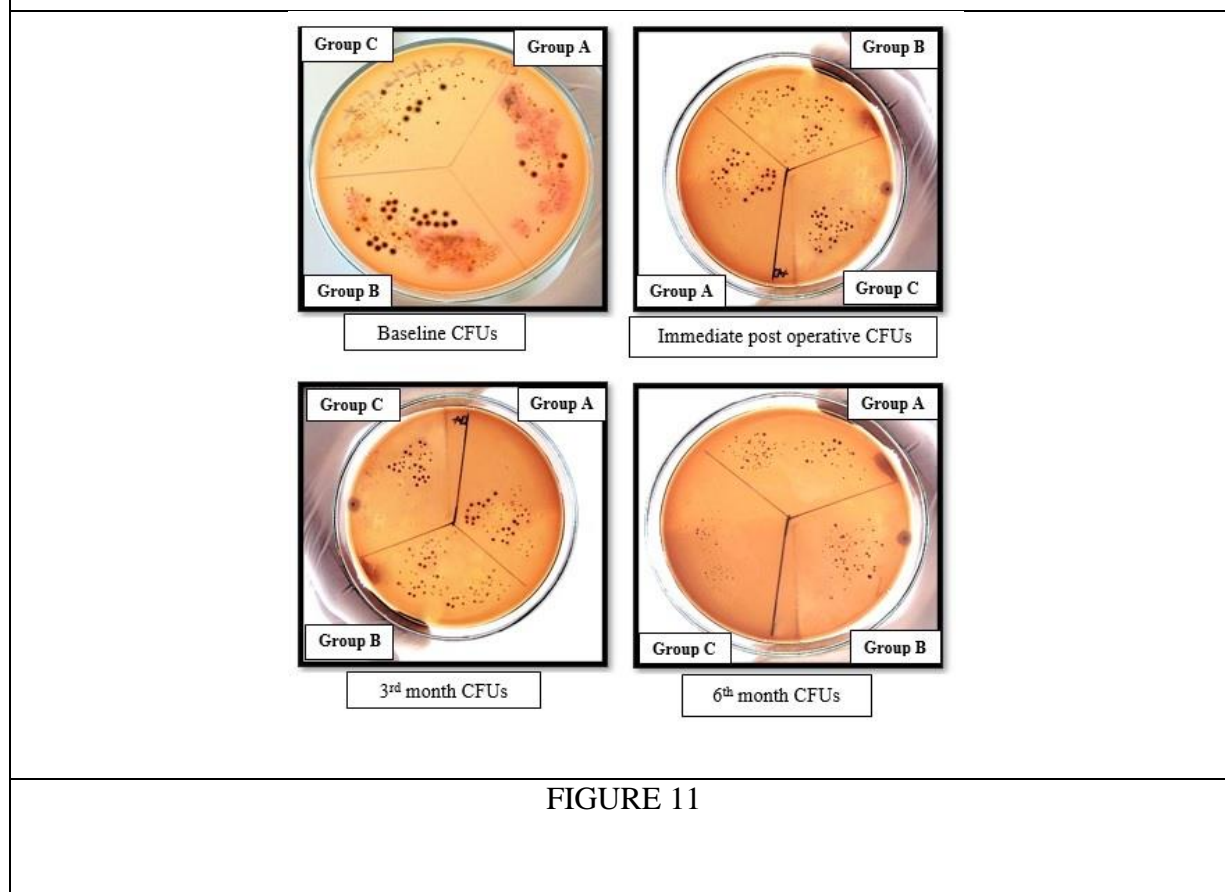 Group C
Group A
Group B
Baseline CFUs
Group B
Group A
Group C
Immediate post operative CFUs
Group C
Group A
Group B
3rd month CFUs
Group A
Group C
Group B
6th month CFUs
FIGURE 11